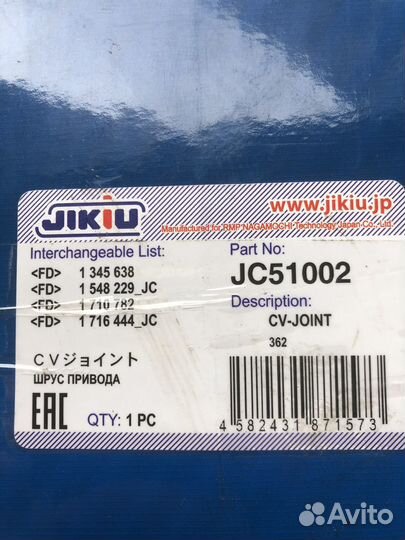 JIKIU
www.jikiu.jp
Manufactured for RMP NAGAMOCHI Technology Japan Co., Ltd.
Interchangeable List:
<FD> 1 345 638
<FD> 1 548 229_JC
<FD> 1 710 782
<FD> 1 716 444_JC
Part No:
JC51002
Description:
CV-JOINT
362
CVジョイント
ШРУС ПРИВОДА
EAC
QTY: 1 PC
4 582431 871573
Avito